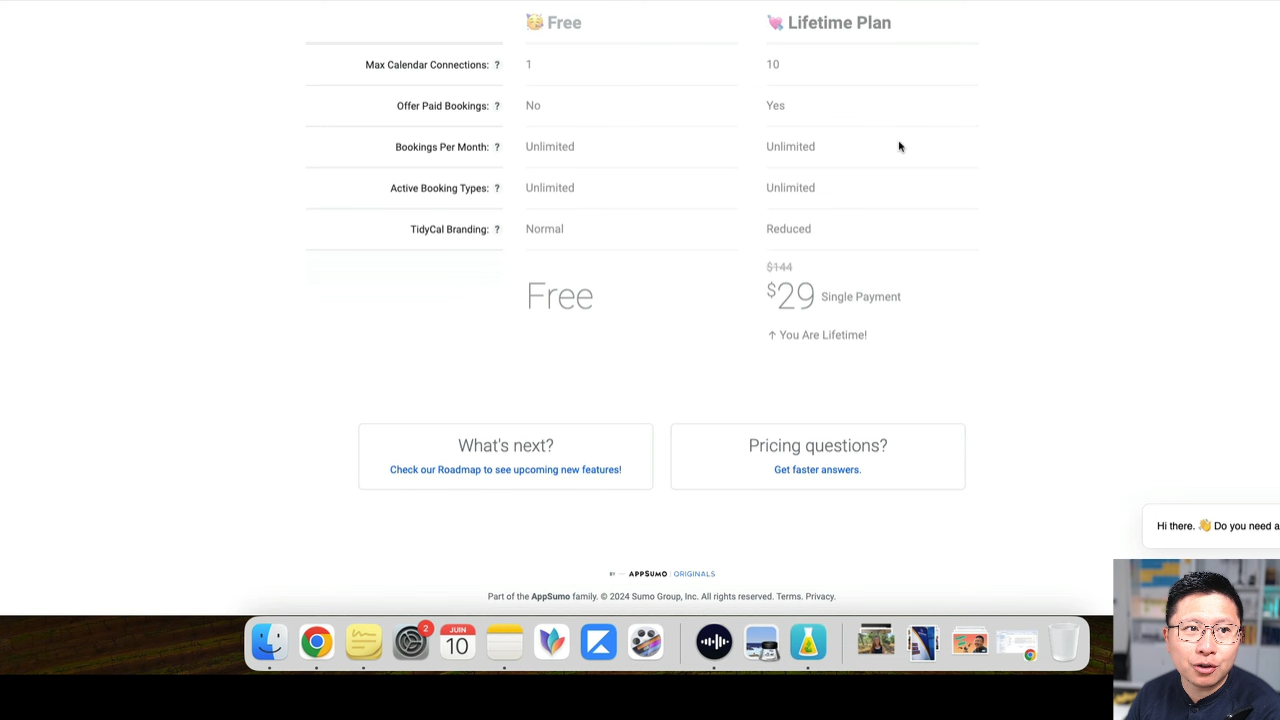 🥳 Free
💘 Lifetime Plan
Max Calendar Connections: ?
1
10
Offer Paid Bookings: ?
No
Yes
Bookings Per Month: ?
Unlimited
Unlimited
Active Booking Types: ?
Unlimited
Unlimited
TidyCal Branding: ?
Normal
Reduced
$144
Free
$29 Single Payment
↑ You Are Lifetime!
What's next?
Check our Roadmap to see upcoming new features!
Pricing questions?
Get faster answers.
Hi there. 👋 Do you need a
BY — APPSUMO | ORIGINALS
Part of the AppSumo family. © 2024 Sumo Group, Inc. All rights reserved. Terms. Privacy.
2
JUIN
10